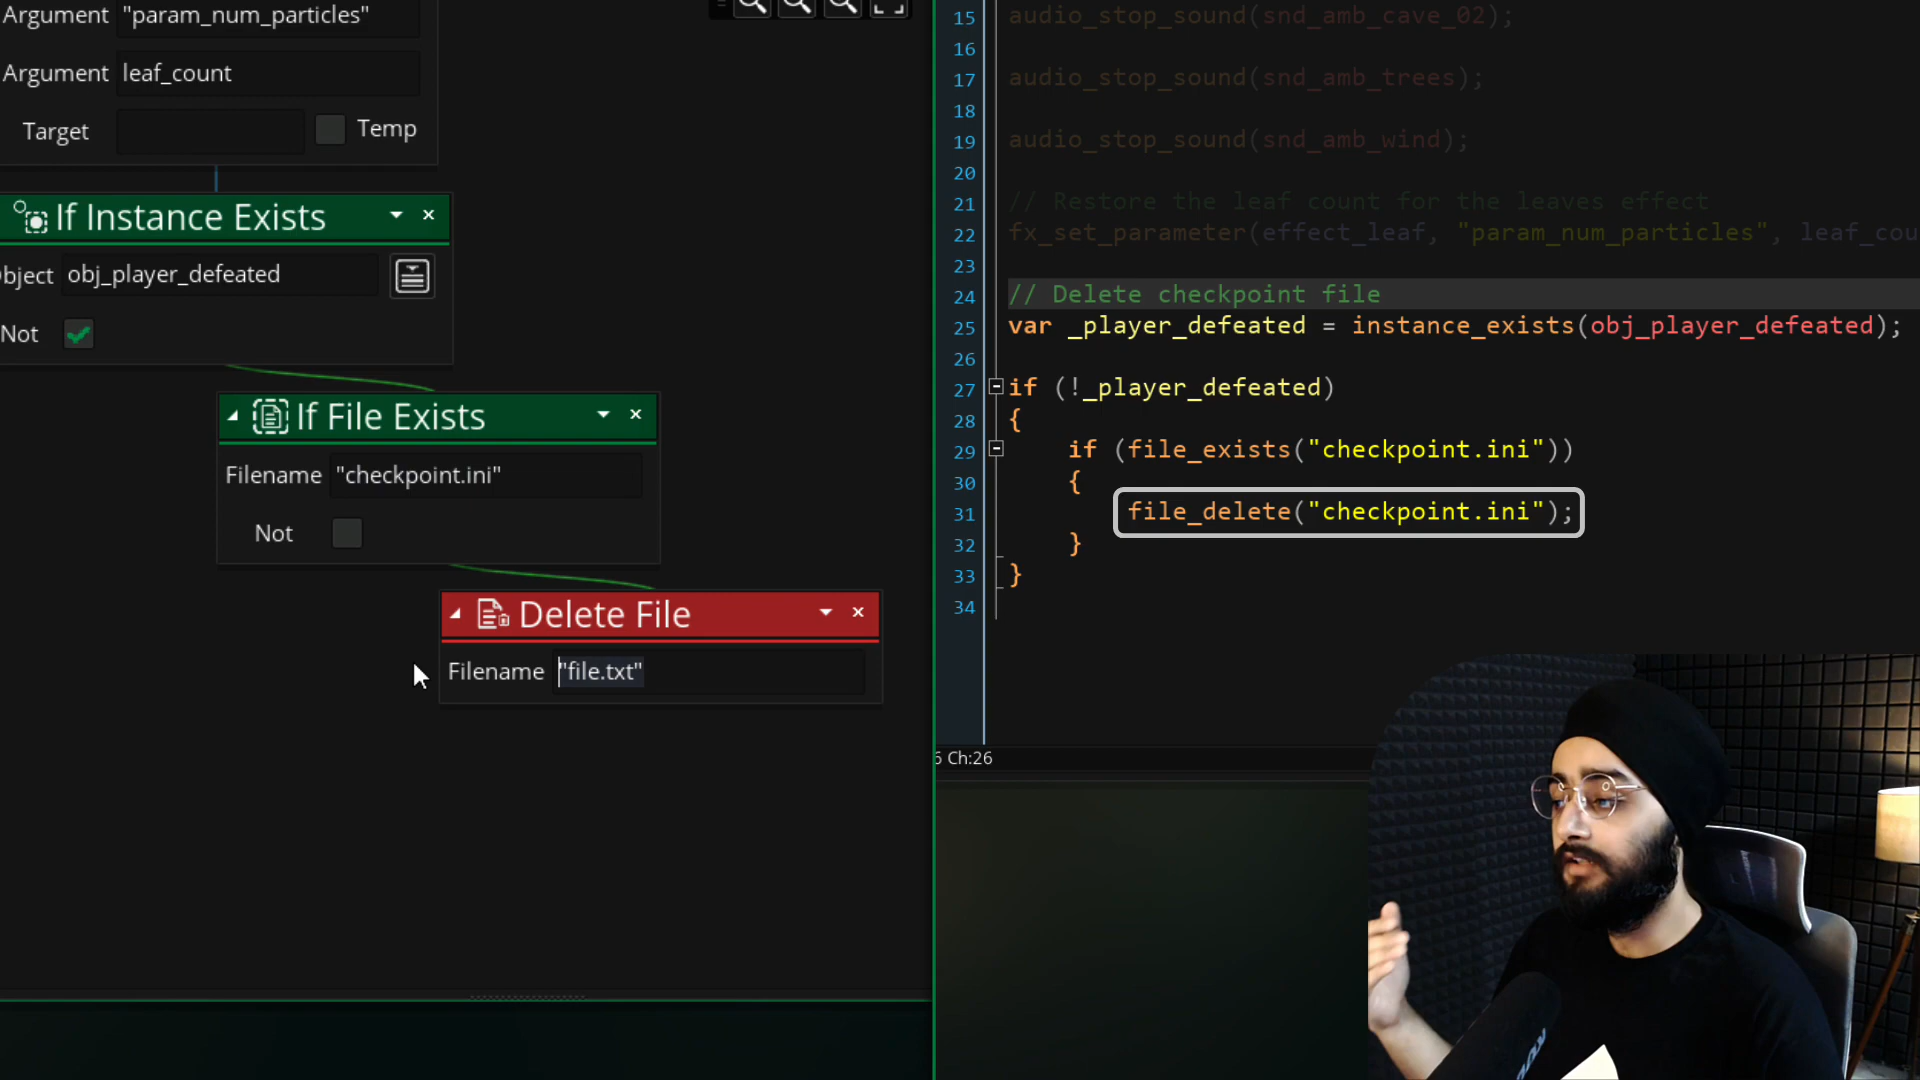 Argument "param_num_particles"
Argument leaf_count
Target Temp
If Instance Exists
bject obj_player_defeated
Not
If File Exists
Filename "checkpoint.ini"
Not
Delete File
Filename "file.txt"
15 audio_stop_sound(snd_amb_cave_02);
16
17 audio_stop_sound(snd_amb_trees);
18
19 audio_stop_sound(snd_amb_wind);
20
21 // Restore the leaf count for the leaves effect
22 fx_set_parameter(effect_leaf, "param_num_particles", leaf_cou
23
24 // Delete checkpoint file
25 var _player_defeated = instance_exists(obj_player_defeated);
26
27 if (!_player_defeated)
28 {
29 if (file_exists("checkpoint.ini"))
30 {
31 file_delete("checkpoint.ini");
32 }
33 }
34
6 Ch:26